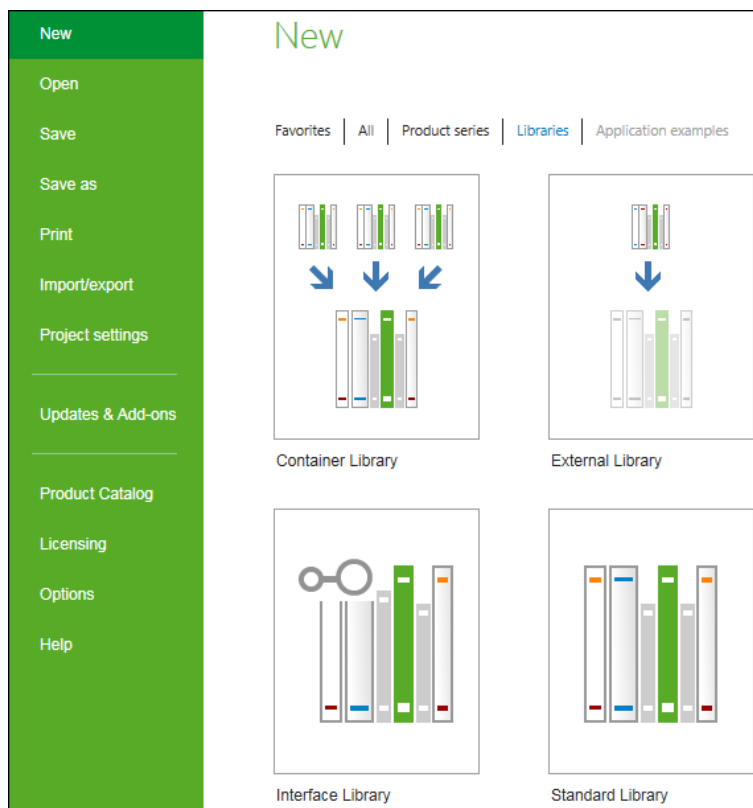 New
Open
Save
Save as
Print
Import/export
Project settings
Updates & Add-ons
Product Catalog
Licensing
Options
Help
New
Favorites | All | Product series | Libraries | Application examples
Container Library
External Library
Interface Library
Standard Library